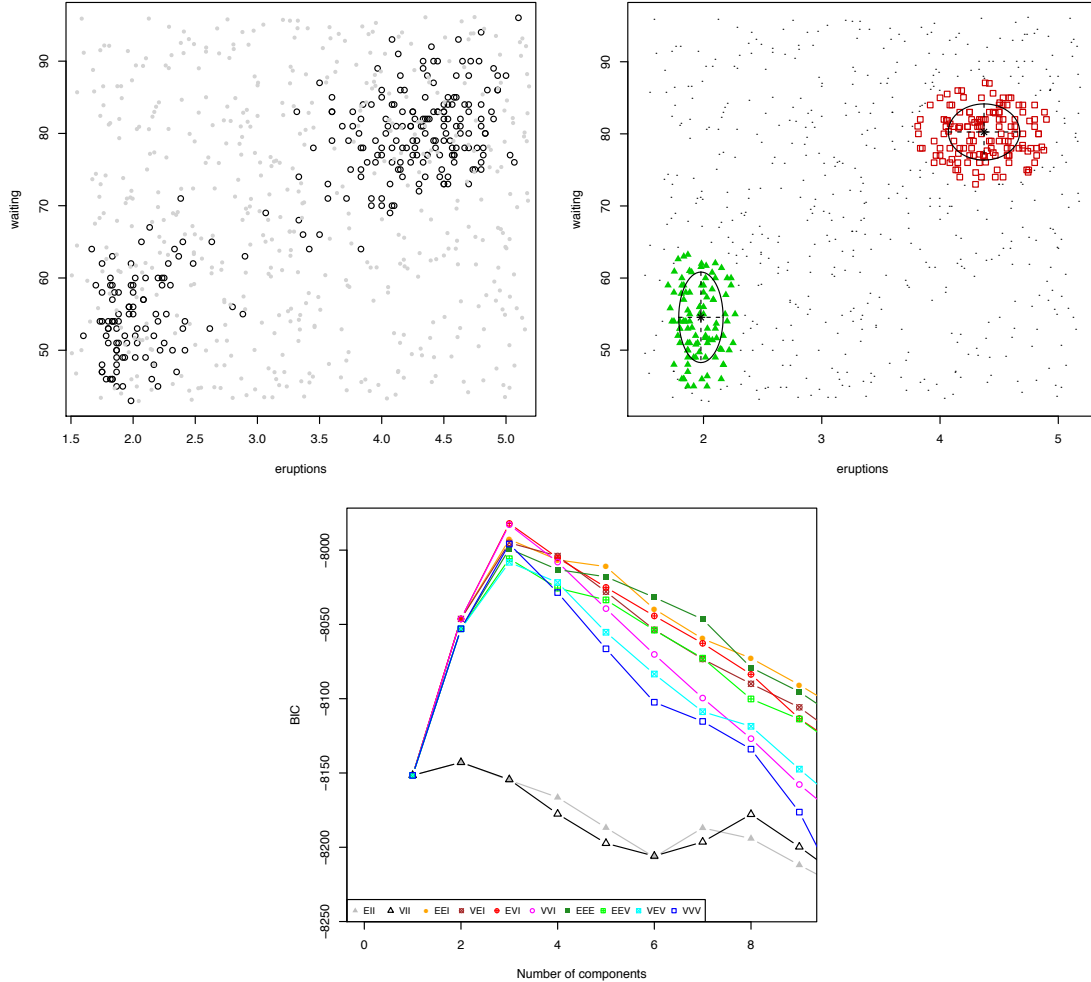 90
80
70
60
50
waiting
1.5 2.0 2.5 3.0 3.5 4.0 4.5 5.0
eruptions
90
80
70
60
50
waiting
2 3 4 5
eruptions
-8000
-8050
-8100
-8150
-8200
-8250
BIC
EII VII EEI VEI EVI VVI EEE EEV VEV VVV
0 2 4 6 8
Number of components